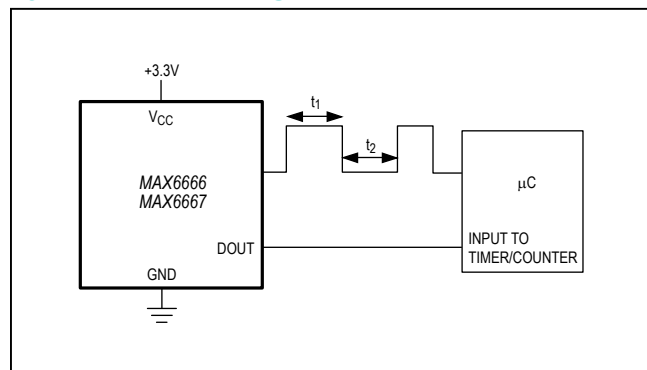 +3.3V
VCC
t1
t2
MAX6666
MAX6667
μC
DOUT
INPUT TO
TIMER/COUNTER
GND